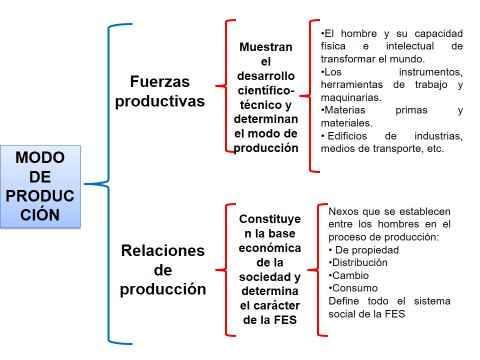 MODO
DE
PRODUC
CIÓN
Fuerzas
productivas
Muestran
el
desarrollo
científico-
técnico y
determinan
el modo de
producción
•El hombre y su capacidad
física e intelectual de
transformar el mundo.
•Los instrumentos,
herramientas de trabajo y
maquinarias.
•Materias primas y
materiales.
• Edificios de industrias,
medios de transporte, etc.
Relaciones
de
producción
Constituye
n la base
económica
de la
sociedad y
determina
el carácter
de la FES
Nexos que se establecen
entre los hombres en el
proceso de producción:
• De propiedad
•Distribución
•Cambio
•Consumo
Define todo el sistema
social de la FES